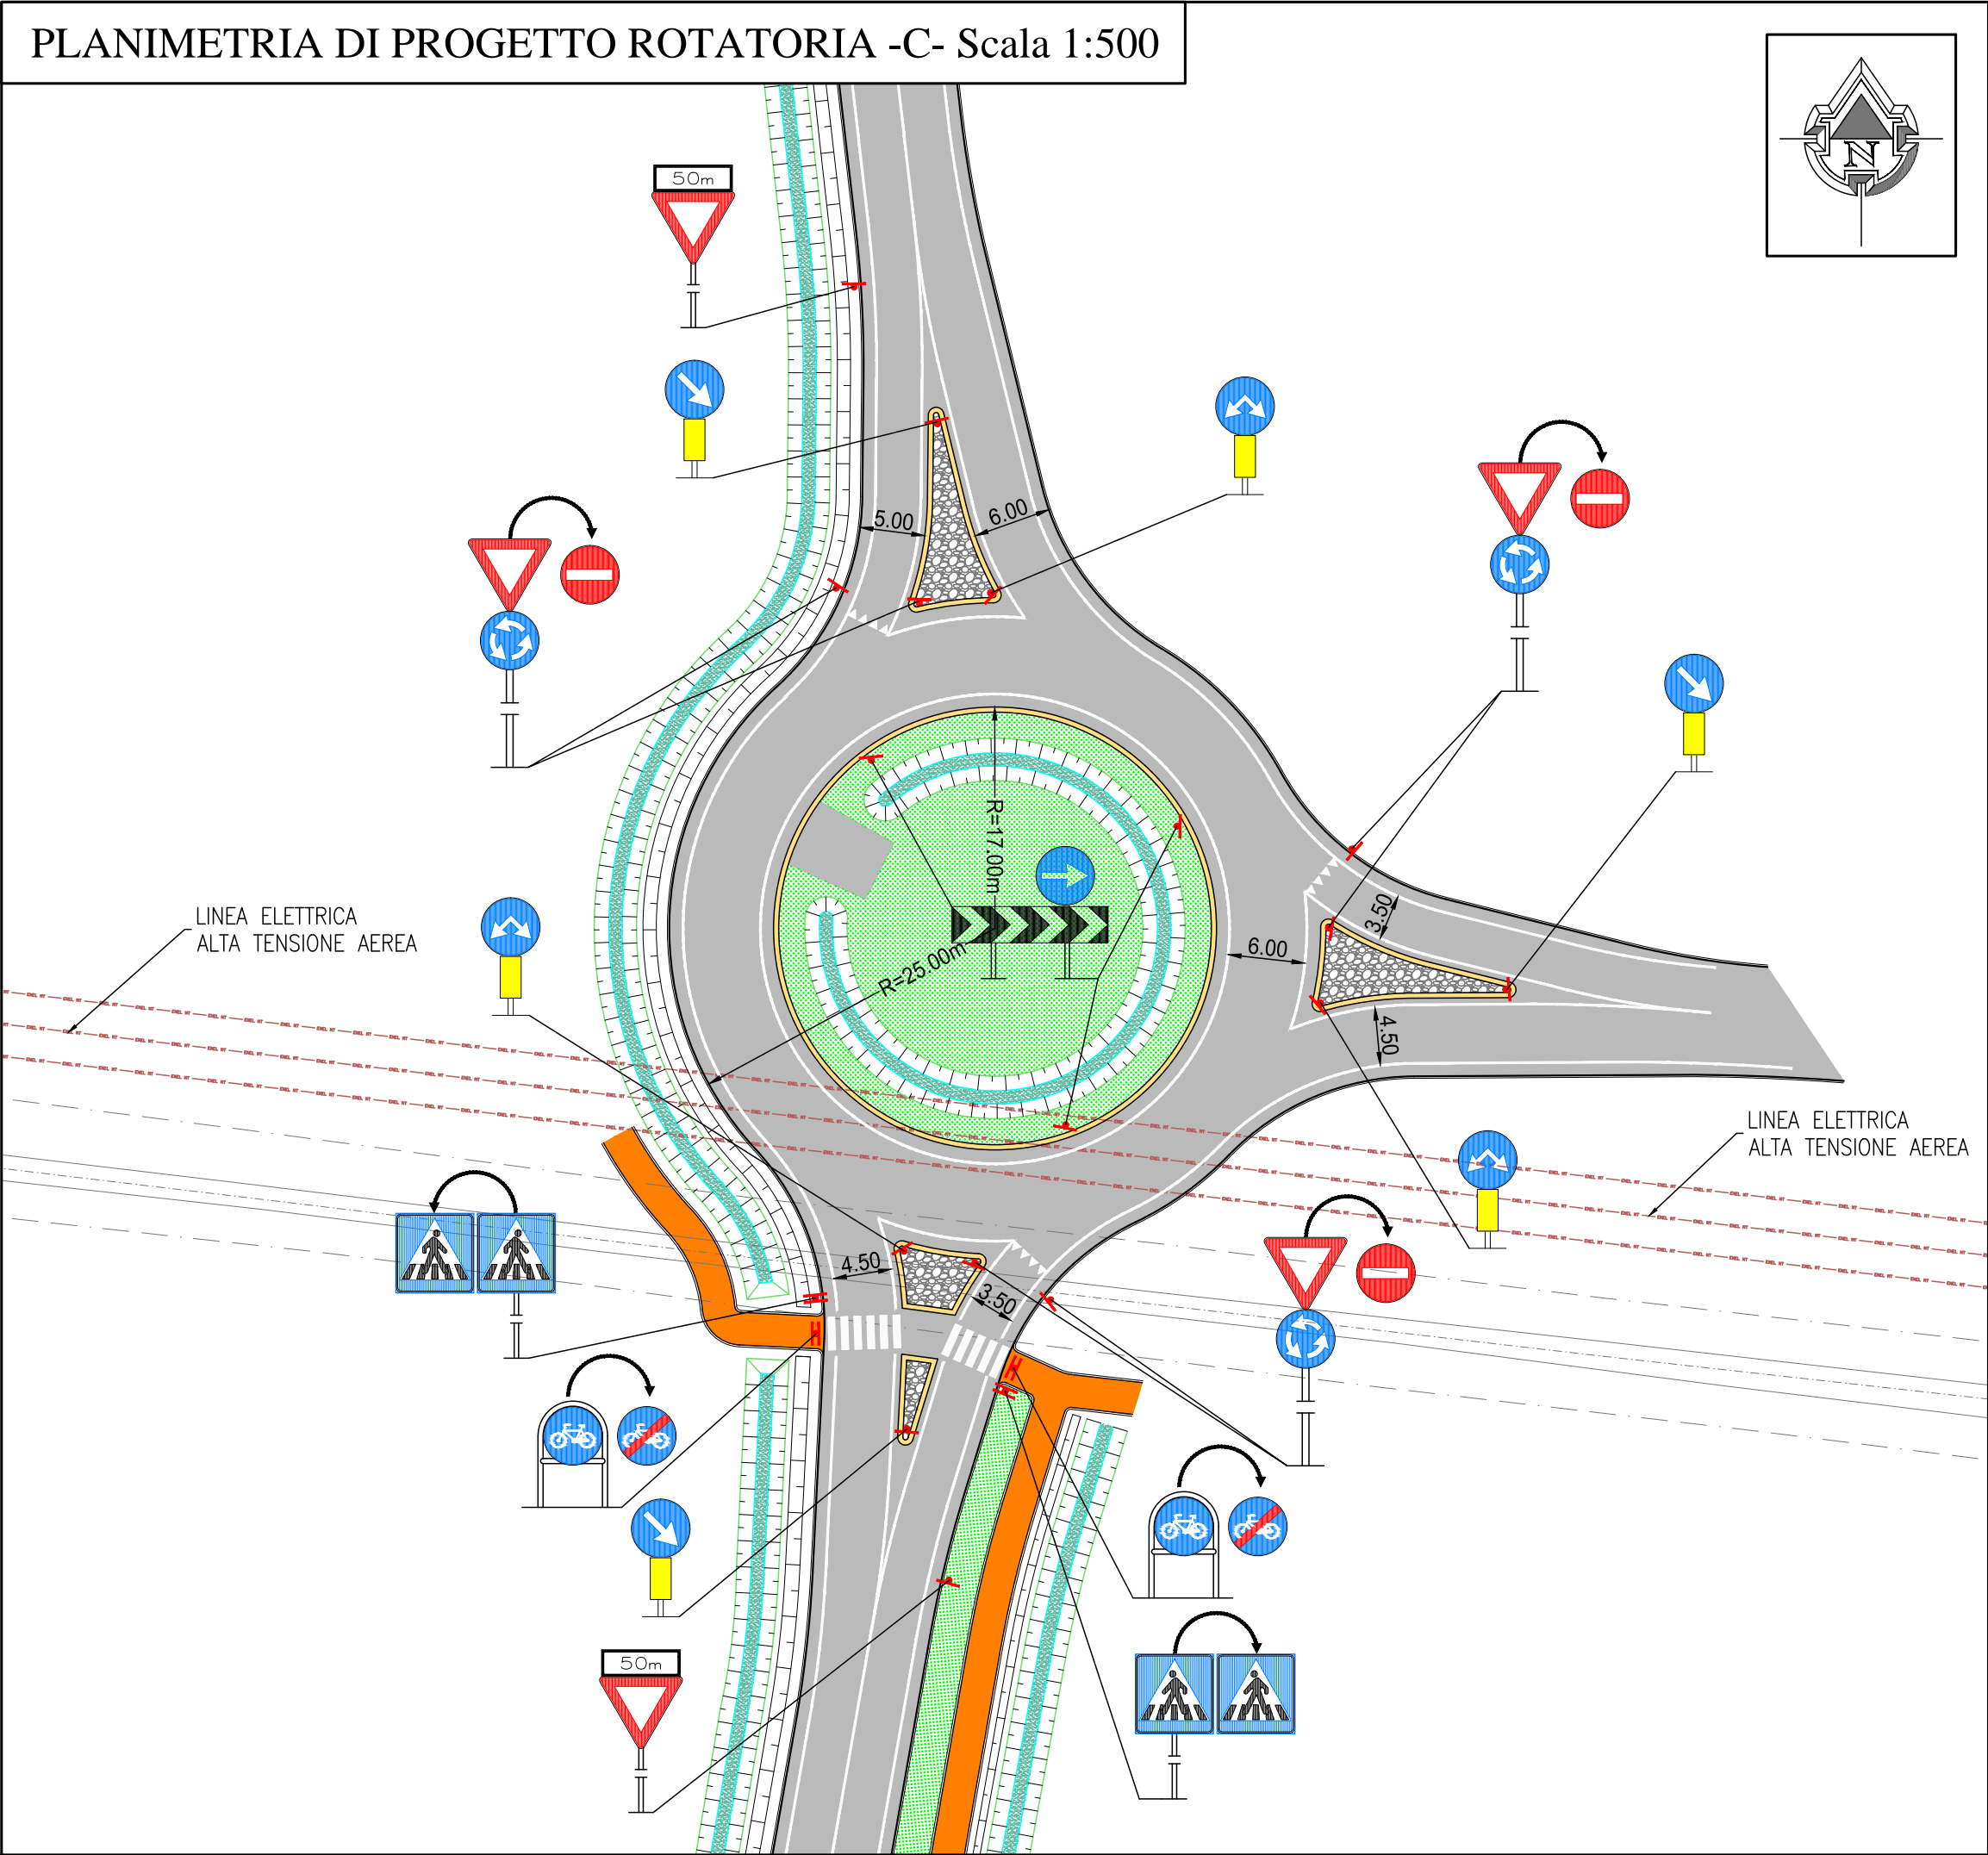 PLANIMETRIA DI PROGETTO ROTATORIA -C- Scala 1:500
N
50m
5.00
6.00
R=17.00m
3.50
LINEA ELETTRICA
ALTA TENSIONE AEREA
R=25.00m
6.00
4.50
LINEA ELETTRICA
ALTA TENSIONE AEREA
4.50
3.50
50m